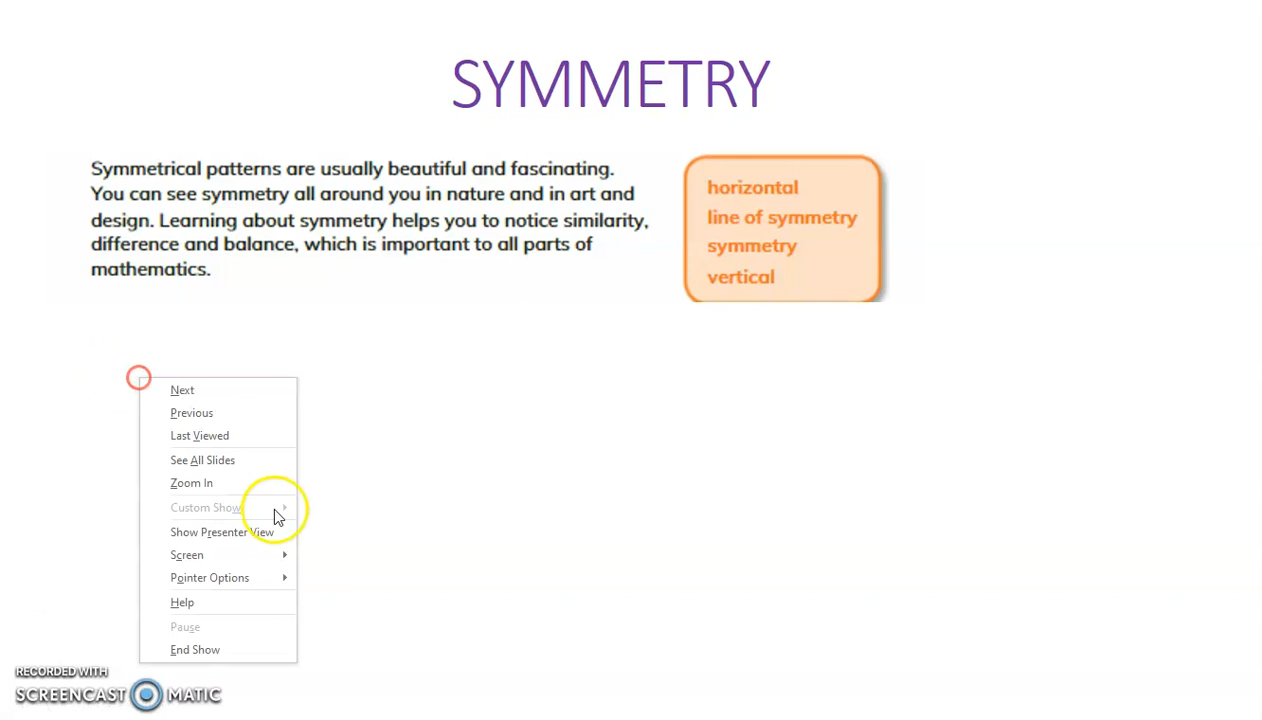 SYMMETRY
Symmetrical patterns are usually beautiful and fascinating.
You can see symmetry all around you in nature and in art and
design. Learning about symmetry helps you to notice similarity,
difference and balance, which is important to all parts of
mathematics.
horizontal
line of symmetry
symmetry
vertical
Next
Previous
Last Viewed
See All Slides
Zoom In
Custom Show
Show Presenter View
Screen
Pointer Options
Help
Pause
End Show
RECORDED WITH
SCREENCAST MATIC